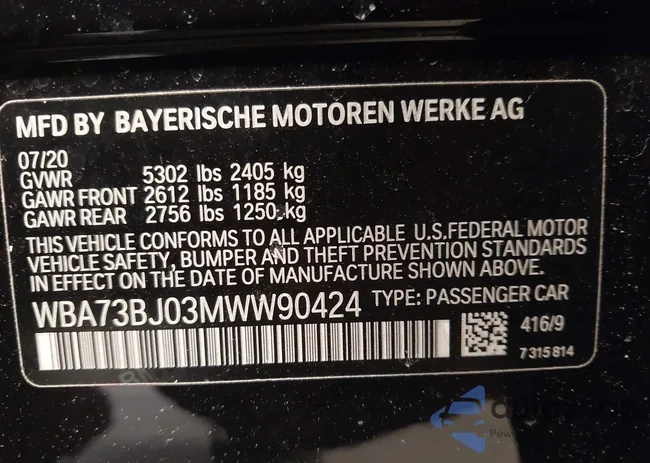 MFD BY BAYERISCHE MOTOREN WERKE AG
07/20
GVWR 5302 lbs 2405 kg
GAWR FRONT 2612 lbs 1185 kg
GAWR REAR 2756 lbs 1250 kg
THIS VEHICLE CONFORMS TO ALL APPLICABLE U.S.FEDERAL MOTOR
VEHICLE SAFETY, BUMPER AND THEFT PREVENTION STANDARDS
IN EFFECT ON THE DATE OF MANUFACTURE SHOWN ABOVE.
WBA73BJ03MWW90424 TYPE: PASSENGER CAR
416/9
7315814